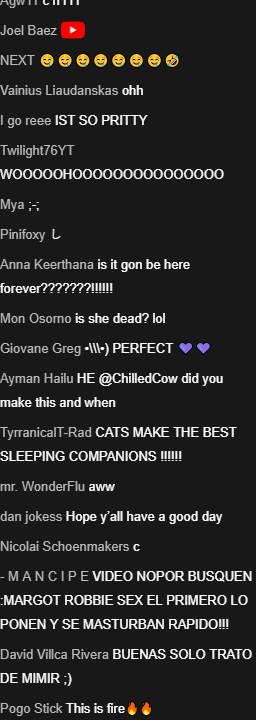 Joel Baez
NEXT 😋😋😋😋😋😋😋🤣
Vainius Liaudanskas ohh
I go reee IST SO PRITTY
Twilight76YT
WOOOOOHOOOOOOOOOOOOOOO
Mya ;-;
Pinifoxy し
Anna Keerthana is it gon be here
forever???????!!!!!!
Mon Osorno is she dead? lol
Giovane Greg •\\\•) PERFECT 💜💜
Ayman Hailu HE @ChilledCow did you
make this and when
TyrranicalT-Rad CATS MAKE THE BEST
SLEEPING COMPANIONS !!!!!!
mr. WonderFlu aww
dan jokess Hope y'all have a good day
Nicolai Schoenmakers c
- M A N C I P E VIDEO NOPOR BUSQUEN
:MARGOT ROBBIE SEX EL PRIMERO LO
PONEN Y SE MASTURBAN RAPIDO!!!
David Villca Rivera BUENAS SOLO TRATO
DE MIMIR ;)
Pogo Stick This is fire🔥🔥